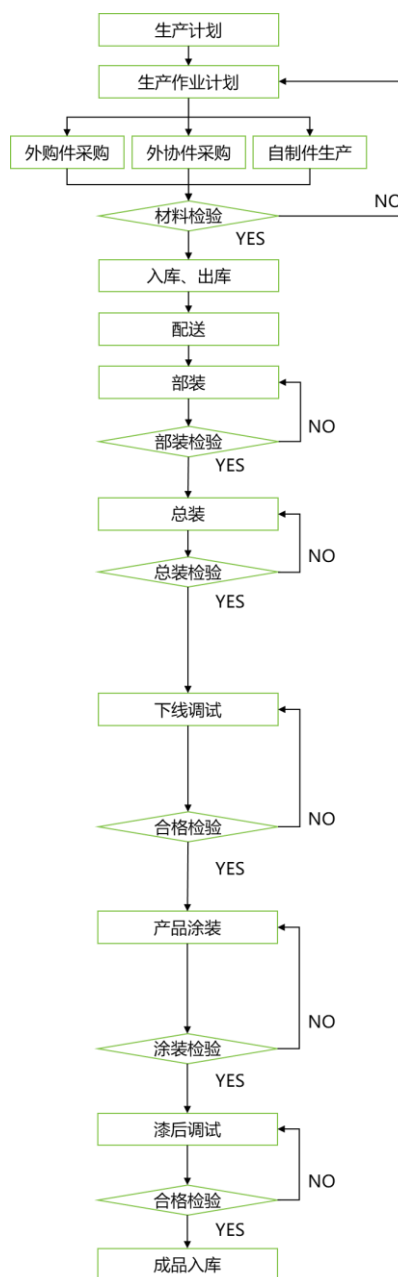 生产计划
生产作业计划
外购件采购
外协件采购
自制件生产
材料检验
NO
YES
入库、出库
配送
部装
NO
部装检验
YES
总装
NO
总装检验
YES
下线调试
NO
合格检验
YES
产品涂装
NO
涂装检验
YES
漆后调试
NO
合格检验
YES
成品入库